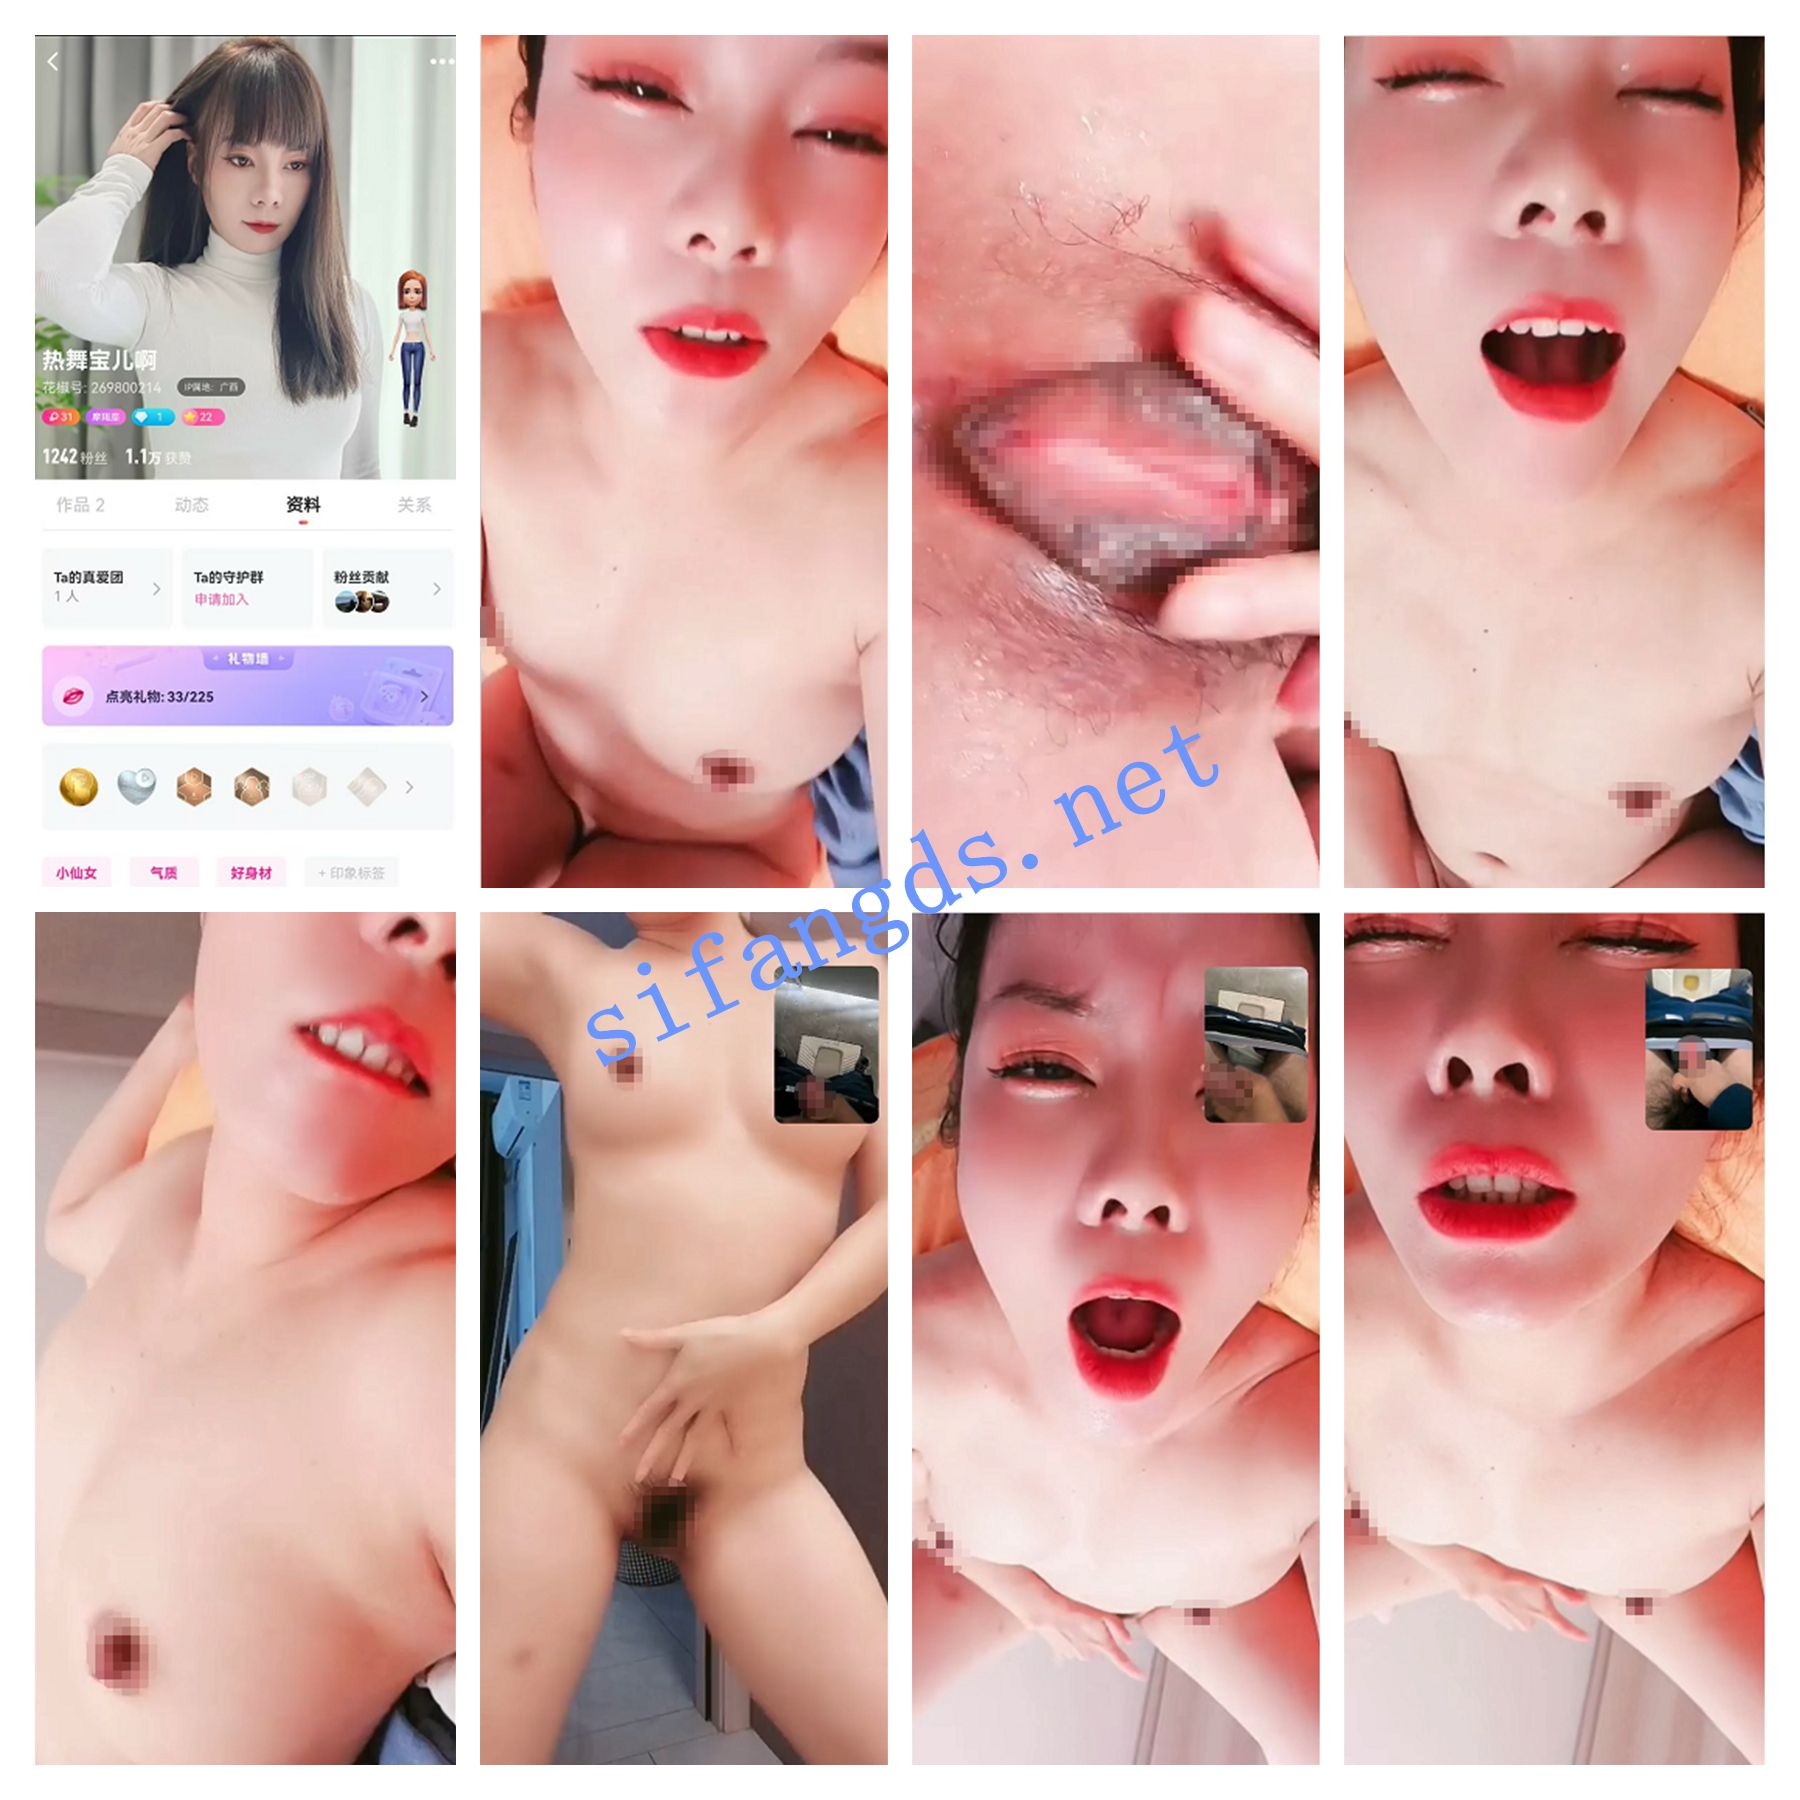 热舞宝儿啊
花椒号: 269800214 IP属地: 广西
31 摩羯座 1 22
1242 粉丝 1.1万 获赞
作品 2 动态 资料 关系
Ta的真爱团 Ta的守护群 粉丝贡献
1 人 申请加入
礼物墙
点亮礼物: 33/225
小仙女 气质 好身材 + 印象标签
sifangds.net